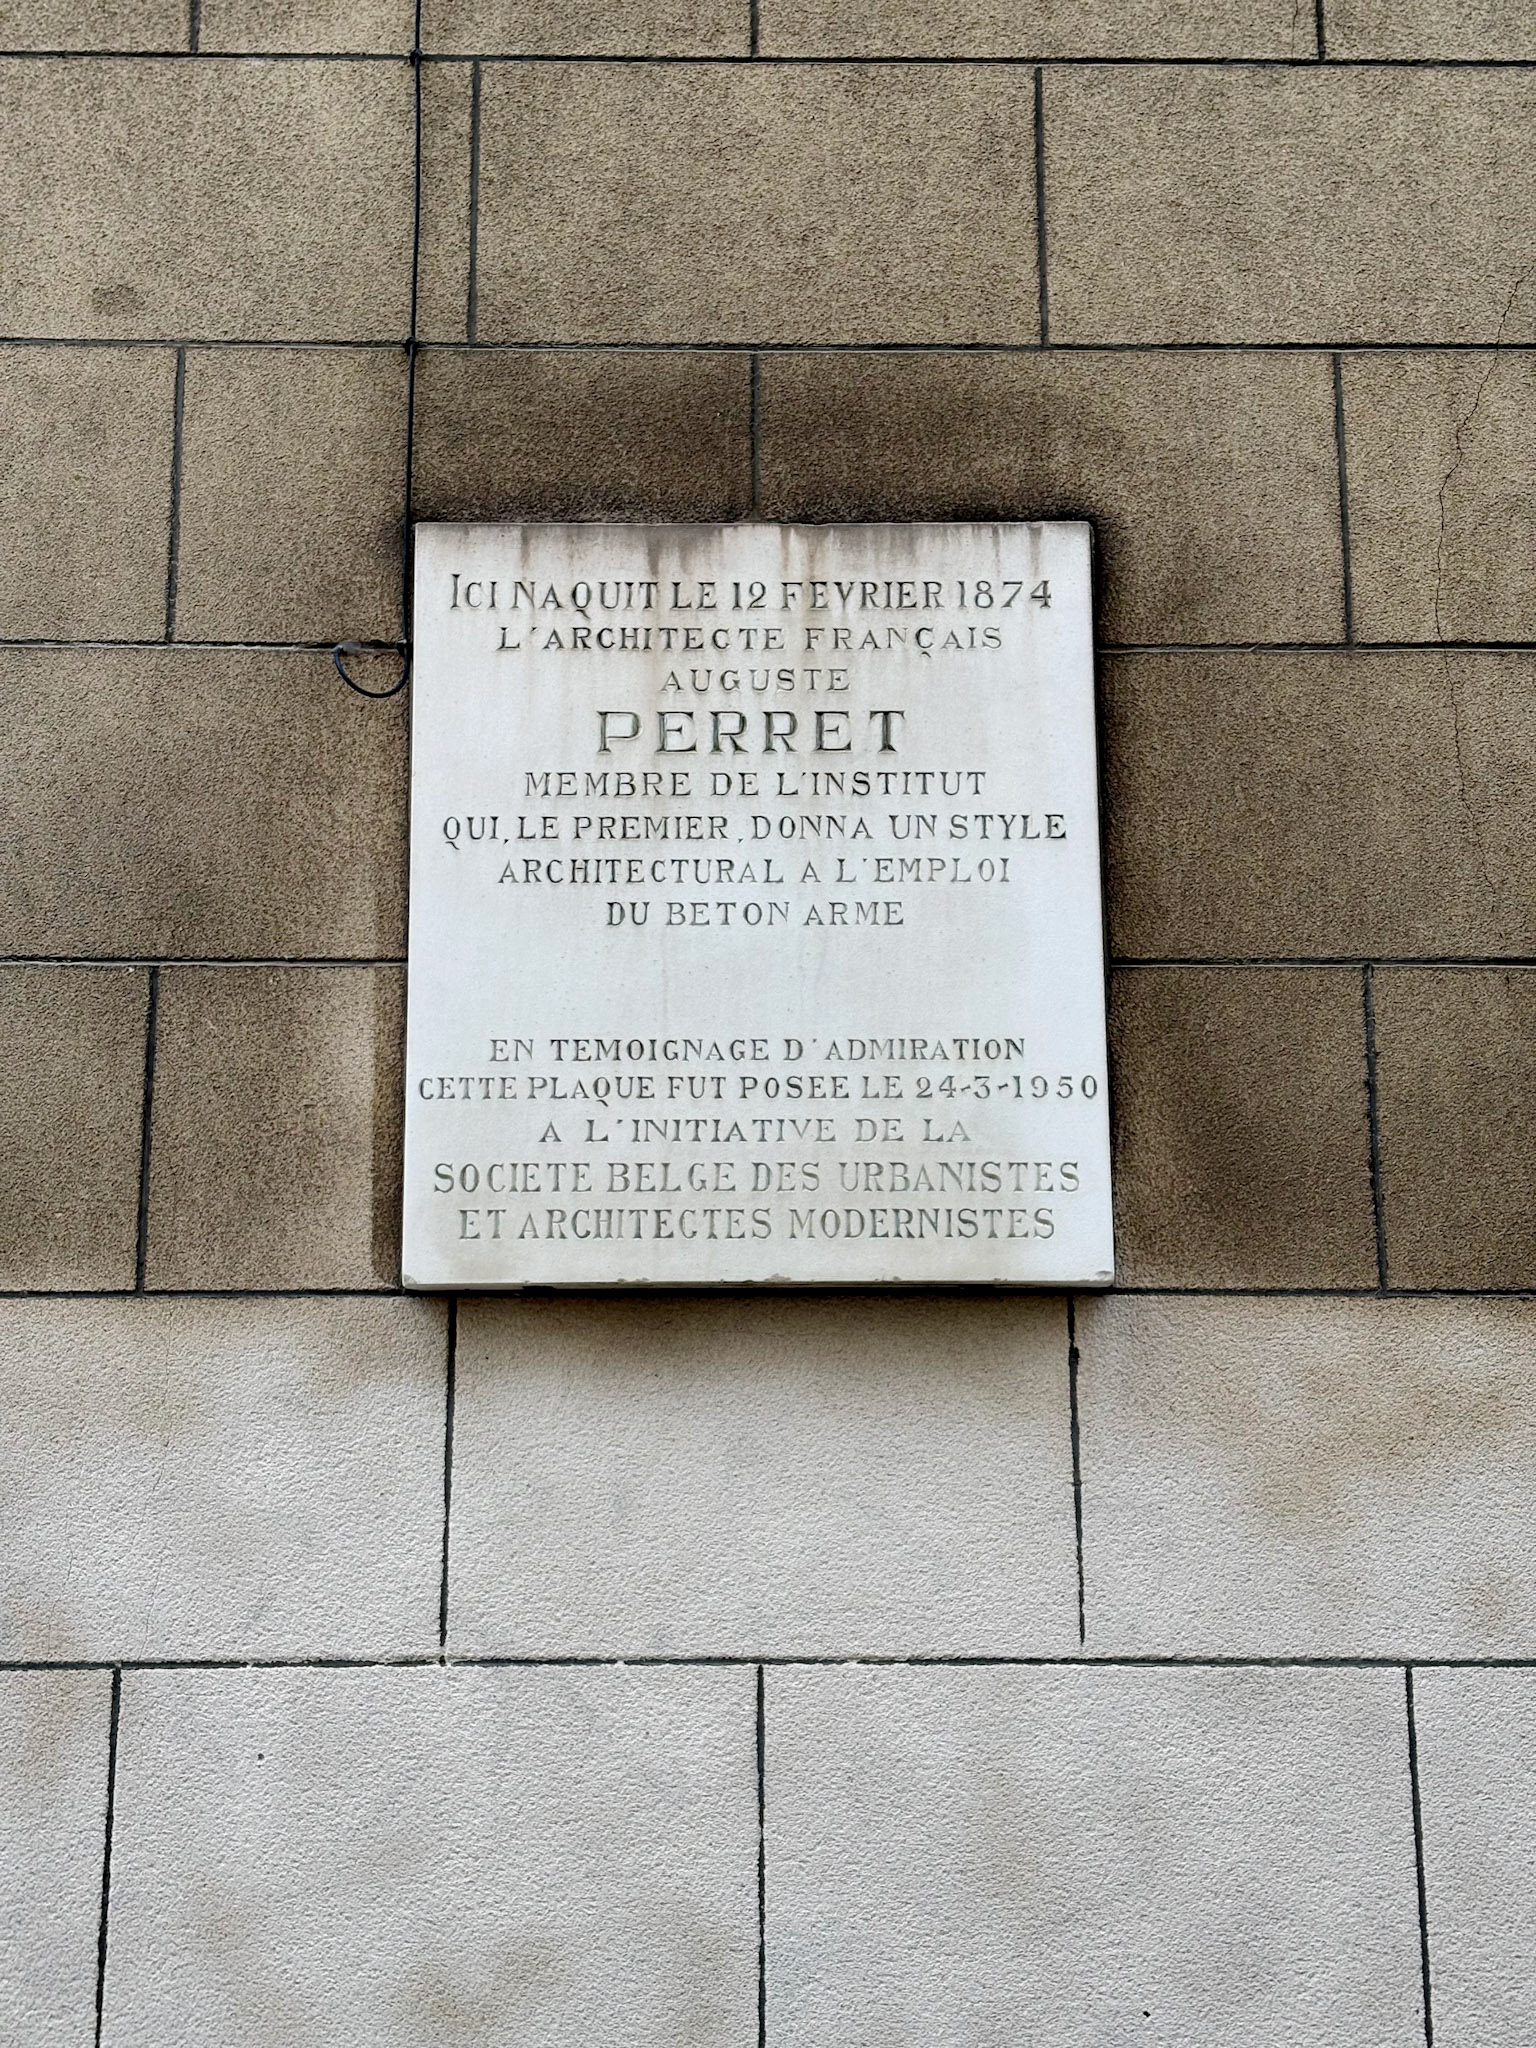 ICI NAQUIT LE 12 FEVRIER 1874
L'ARCHITECTE FRANÇAIS
AUGUSTE
PERRET
MEMBRE DE L'INSTITUT
QUI, LE PREMIER, DONNA UN STYLE
ARCHITECTURAL A L'EMPLOI
DU BETON ARME
EN TEMOIGNAGE D'ADMIRATION
CETTE PLAQUE FUT POSEE LE 24-3-1950
A L'INITIATIVE DE LA
SOCIETE BELGE DES URBANISTES
ET ARCHITECTES MODERNISTES